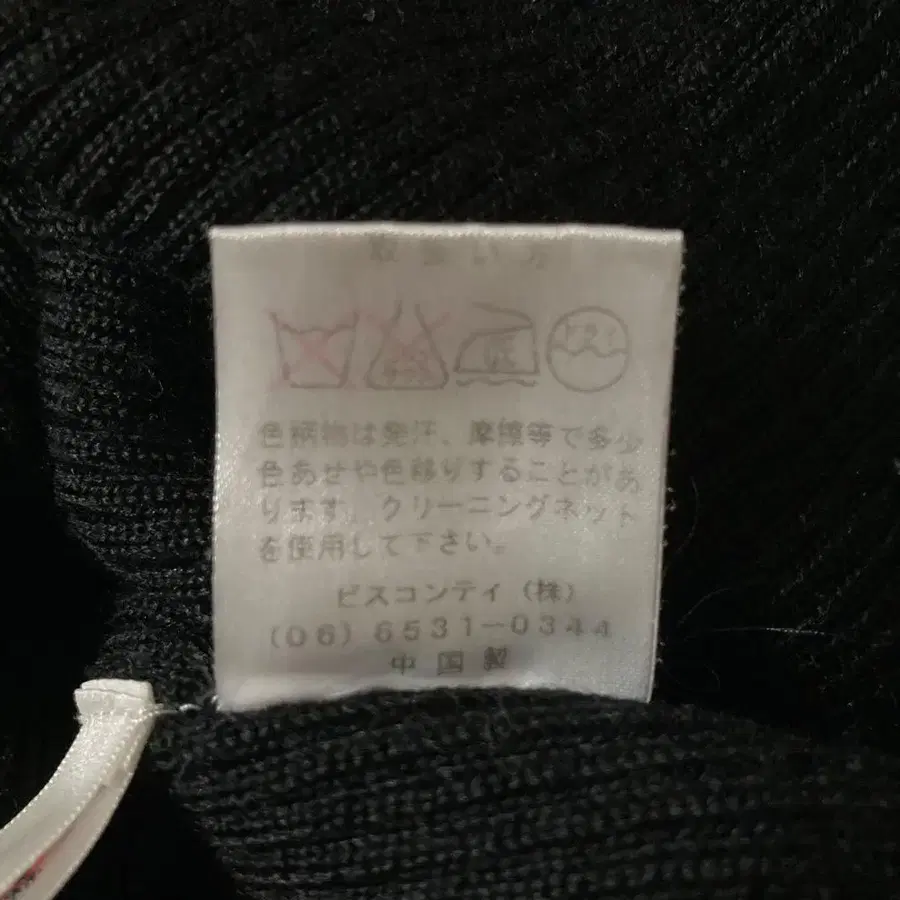 取扱い
色柄物は発汗、摩擦等で多少
色あせや色移りすることがあ
ります。クリーニングネット
を使用して下さい。
ビスコンティ（株）
(06) 6531−0344
中国製